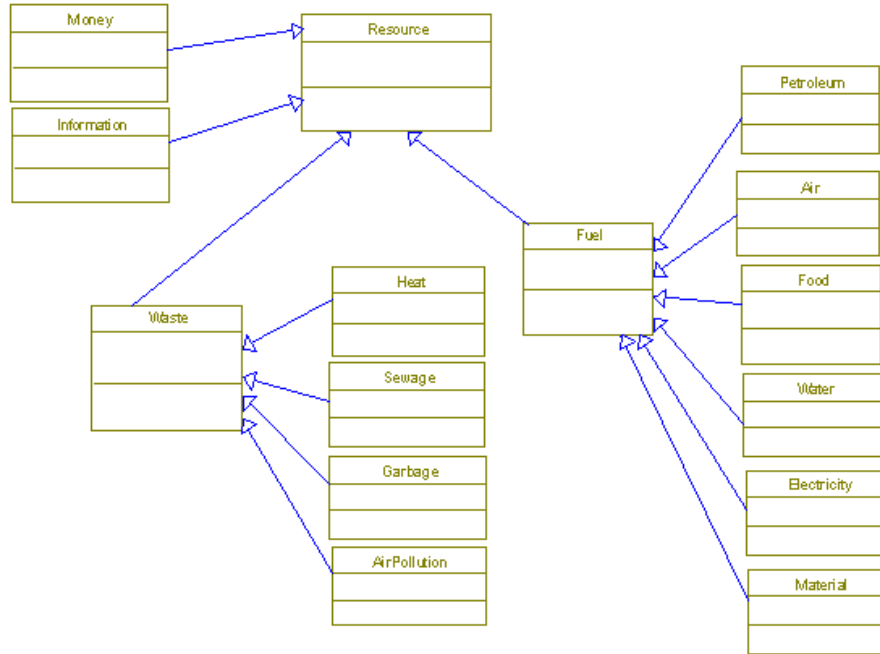 Money
Resource
Information
Petroleum
Air
Fuel
Heat
Food
Waste
Sewage
Water
Garbage
Electricity
AirPollution
Material